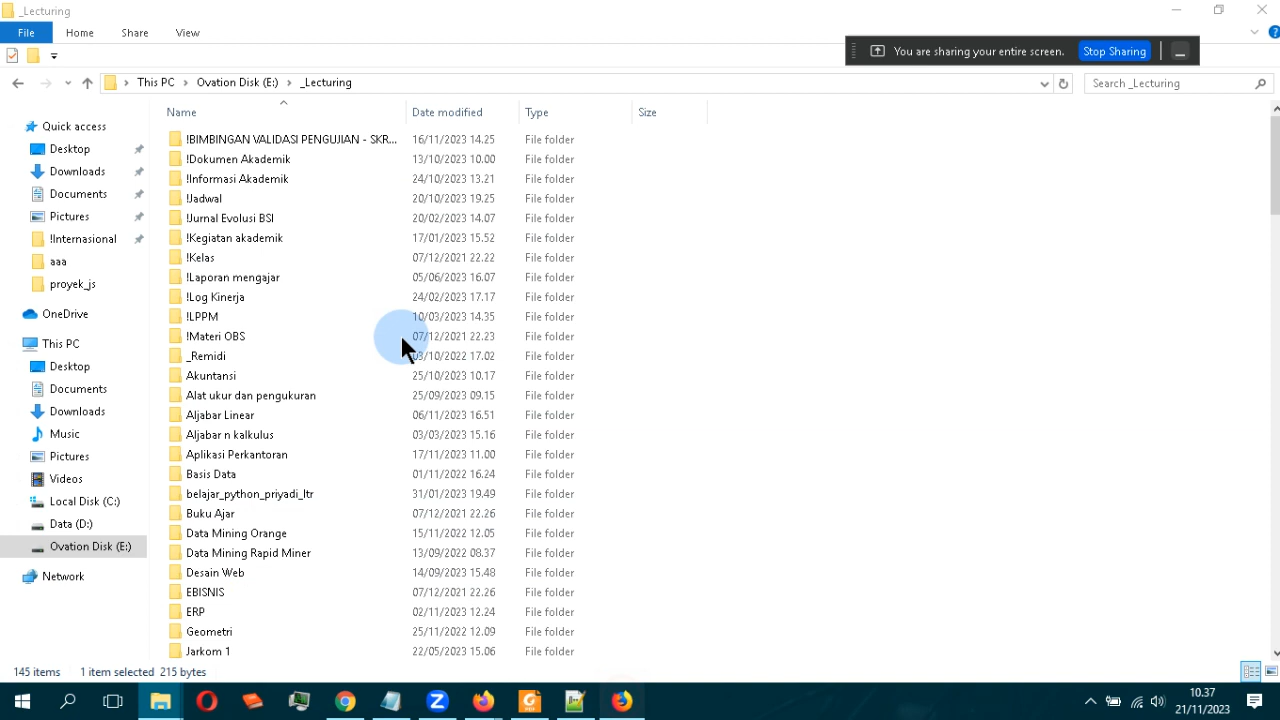 _Lecturing
File Home Share View
You are sharing your entire screen. Stop Sharing
This PC Ovation Disk (E:) _Lecturing
Search _Lecturing
Name Date modified Type Size
Quick access
Desktop
Downloads
Documents
Pictures
!Internasional
aaa
proyek_js
OneDrive
This PC
Desktop
Documents
Downloads
Music
Pictures
Videos
Local Disk (C:)
Data (D:)
Ovation Disk (E:)
Network
!BIMBINGAN VALIDASI PENGUJIAN - SKR... 16/11/2023 14.25 File folder
!Dokumen Akademik 13/10/2023 10.00 File folder
!Informasi Akademik 24/10/2023 13.21 File folder
!Jadwal 20/10/2023 19.25 File folder
!Jurnal Evolusi BSI 20/02/2023 14.07 File folder
!Kegiatan akademik 17/01/2023 15.52 File folder
!Kelas 07/12/2021 22.22 File folder
!Laporan mengajar 05/06/2023 16.07 File folder
!Log Kinerja 24/02/2023 17.17 File folder
!LPPM 10/03/2023 14.35 File folder
!Materi OBS 07/12/2021 22.23 File folder
_Remidi 03/10/2022 17.02 File folder
Akuntansi 25/10/2023 10.17 File folder
Alat ukur dan pengukuran 25/09/2023 09.15 File folder
Aljabar Linear 06/11/2023 16.51 File folder
Aljabar n kalkulus 03/03/2023 15.16 File folder
Aplikasi Perkantoran 17/11/2023 11.00 File folder
Basis Data 01/11/2022 16.24 File folder
belajar_python_priyadi_ltr 31/01/2023 19.49 File folder
Buku Ajar 07/12/2021 22.26 File folder
Data Mining Orange 15/11/2022 12.05 File folder
Data Mining Rapid Miner 13/09/2022 08.37 File folder
Desain Web 14/09/2023 15.48 File folder
EBISNIS 07/12/2021 22.26 File folder
ERP 02/11/2023 12.24 File folder
Geometri 25/11/2022 12.09 File folder
Jarkom 1 22/05/2023 15.06 File folder
145 items 1 item selected 215 bytes
10.37
21/11/2023